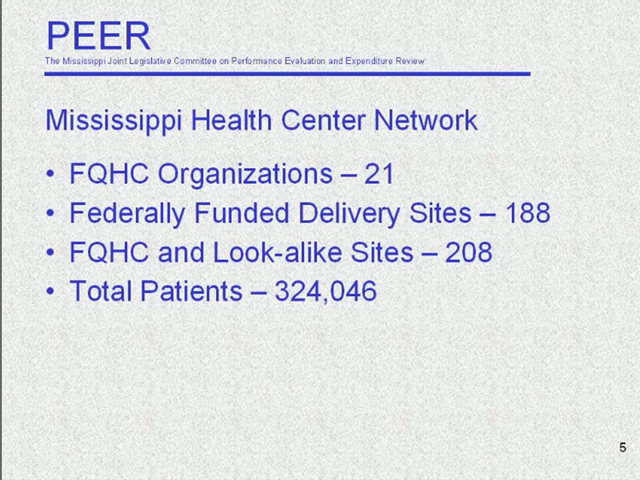 PEER
The Mississippi Joint Legislative Committee on Performance Evaluation and Expenditure Review
Mississippi Health Center Network
• FQHC Organizations – 21
• Federally Funded Delivery Sites – 188
• FQHC and Look-alike Sites – 208
• Total Patients – 324,046
5